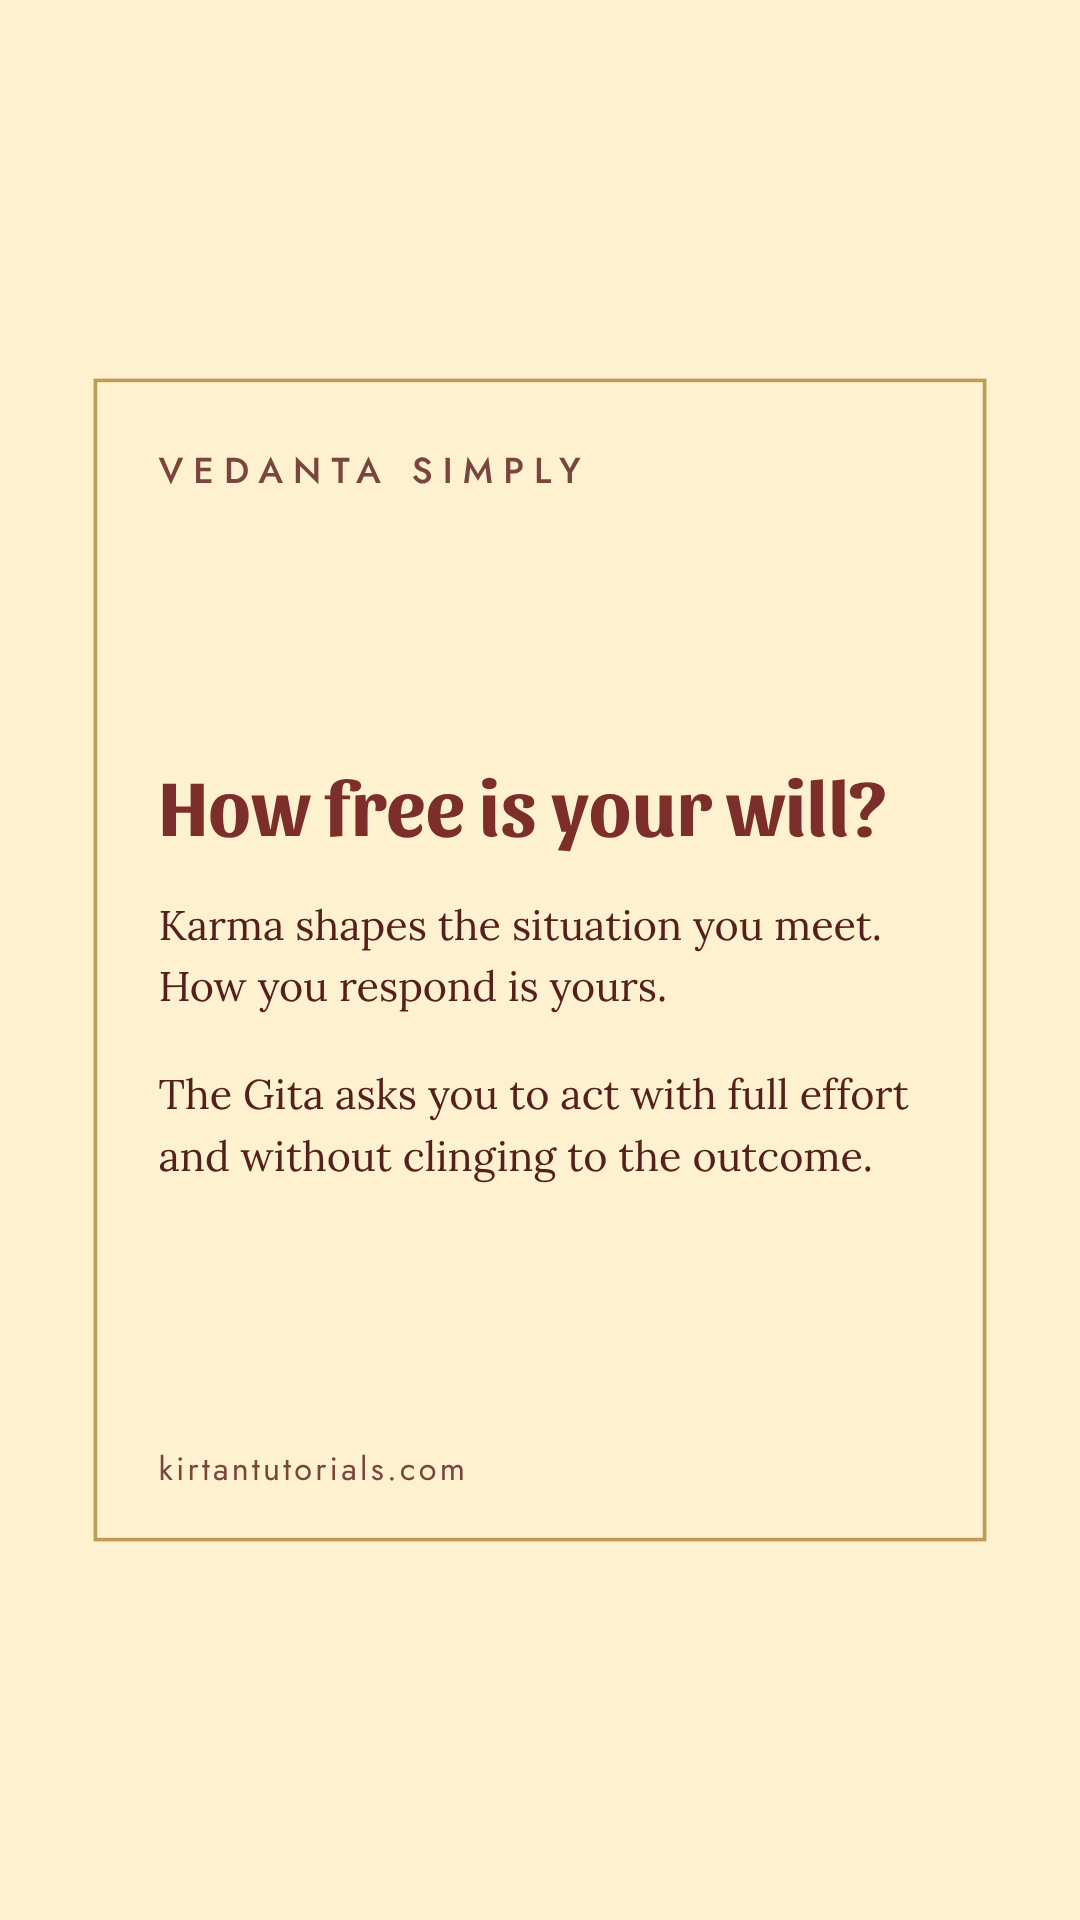 VEDANTA SIMPLY
How free is your will?
Karma shapes the situation you meet.
How you respond is yours.
The Gita asks you to act with full effort
and without clinging to the outcome.
kirtantutorials.com